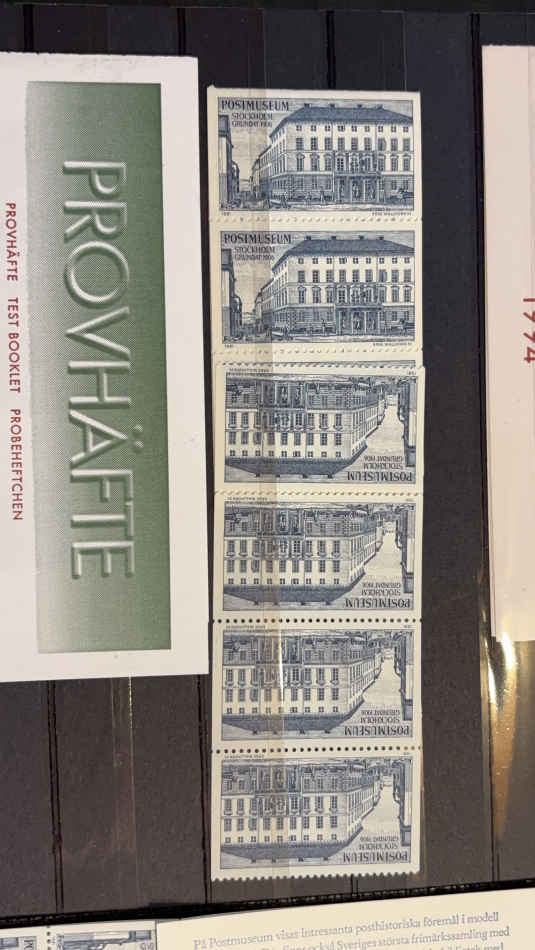 PROVHÄFTE
PROVHÄFTE TEST BOOKLET PROBEHEFTCHEN
POSTMUSEUM
STOCKHOLM
GRUNDAT 1906
POSTMUSEUM
STOCKHOLM
GRUNDAT 1906
POSTMUSEUM
STOCKHOLM
GRUNDAT 1906
POSTMUSEUM
STOCKHOLM
GRUNDAT 1906
POSTMUSEUM
STOCKHOLM
GRUNDAT 1906
POSTMUSEUM
STOCKHOLM
GRUNDAT 1906
1994
På Postmuseum visas intressanta posthistoriska föremål i modell
också Sveriges största frimärkssamling med